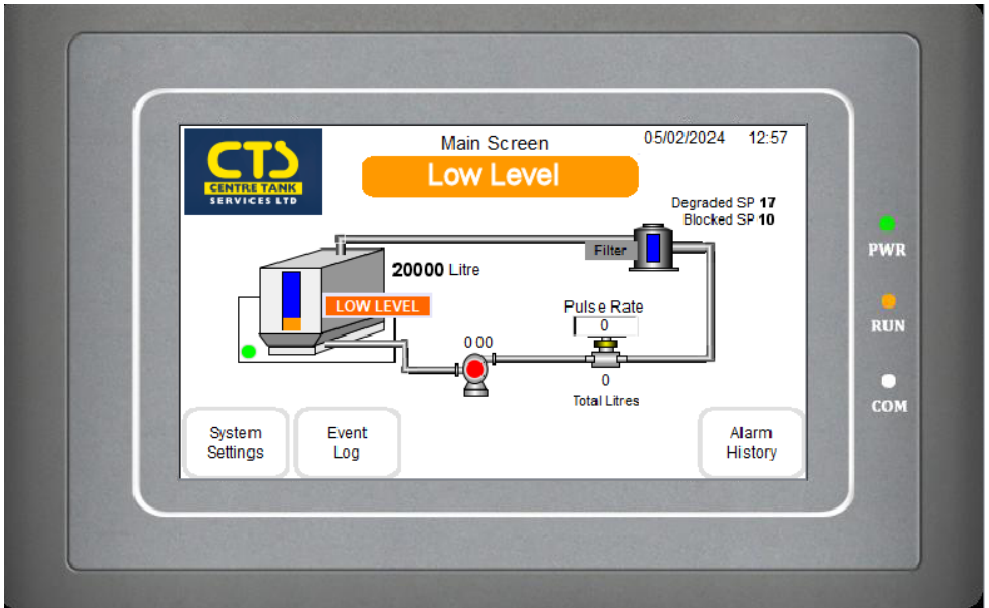 CTS
CENTRE TANK
SERVICES LTD
Main Screen
05/02/2024 12:57
Low Level
Degraded SP 17
Blocked SP 10
PWR
Filter
20000 Litre
LOW LEVEL
Pulse Rate
0
RUN
0 00
0
Total Litres
COM
System
Settings
Event
Log
Alarm
History